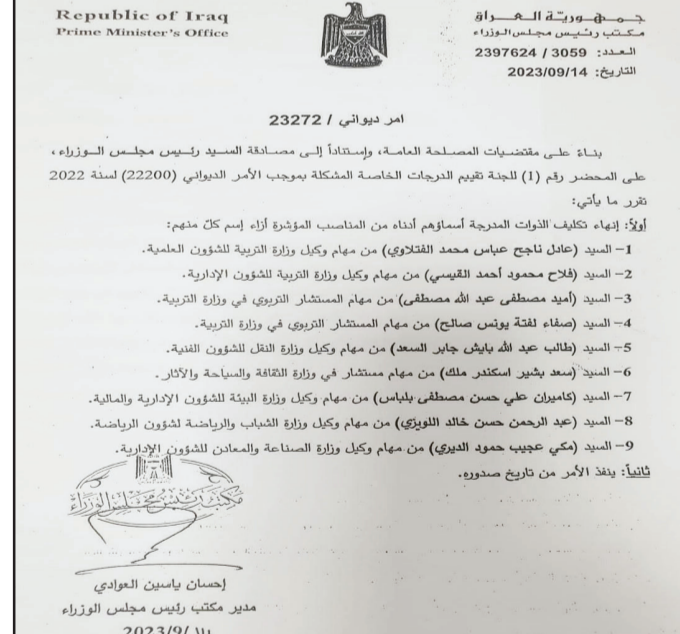 Republic of Iraq
Prime Minister's Office
جمهورية العراق
مكتب رئيس مجلس الوزراء
العدد: 3059 / 2397624
التاريخ: 2023/09/14
امر ديواني / 23272
بناءً على مقتضيات المصلحة العامة، وإستناداً إلى مصادقة السيد رئيس مجلس الوزراء،
على المحضر رقم (1) للجنة تقييم الدرجات الخاصة المشكلة بموجب الأمر الديواني (22200) لسنة 2022
تقرر ما يأتي:
أولاً: إنهاء تكليف الذوات المدرجة أسماؤهم أدناه من المناصب المؤشرة أزاء إسم كلّ منهم:
1– السيد (عادل ناجح عباس محمد الفتلاوي) من مهام وكيل وزارة التربية للشؤون العلمية.
2– السيد (فلاح محمود أحمد القيسي) من مهام وكيل وزارة التربية للشؤون الإدارية.
3– السيد (أميد مصطفى عبد الله مصطفى) من مهام المستشار التربوي في وزارة التربية.
4– السيد (صفاء لفتة يونس صالح) من مهام المستشار التربوي في وزارة التربية.
5– السيد (طالب عبد الله بايش جابر السعد) من مهام وكيل وزارة النقل للشؤون الفنية.
6– السيد (سعد بشير اسكندر ملك) من مهام مستشار في وزارة الثقافة والسياحة والآثار.
7– السيد (كاميران علي حسن مصطفى بلباس) من مهام وكيل وزارة البيئة للشؤون الإدارية والمالية.
8– السيد (عبد الرحمن حسن خالد اللويزي) من مهام وكيل وزارة الشباب والرياضة لشؤون الرياضة.
9– السيد (مكي عجيب حمود الديري) من مهام وكيل وزارة الصناعة والمعادن للشؤون الإدارية.
ثانياً: ينفذ الأمر من تاريخ صدوره.
مكتب رئيس مجلس الوزراء
إحسان ياسين العوادي
مدير مكتب رئيس مجلس الوزراء
2023/9/